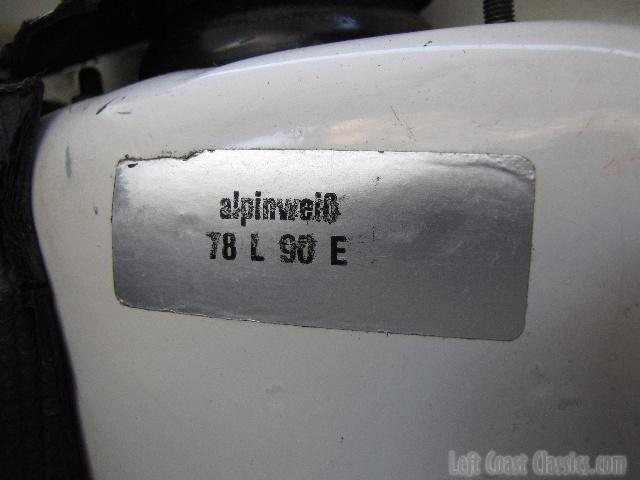 alpinweiß
78 L 90 E
Left Coast Classics.com